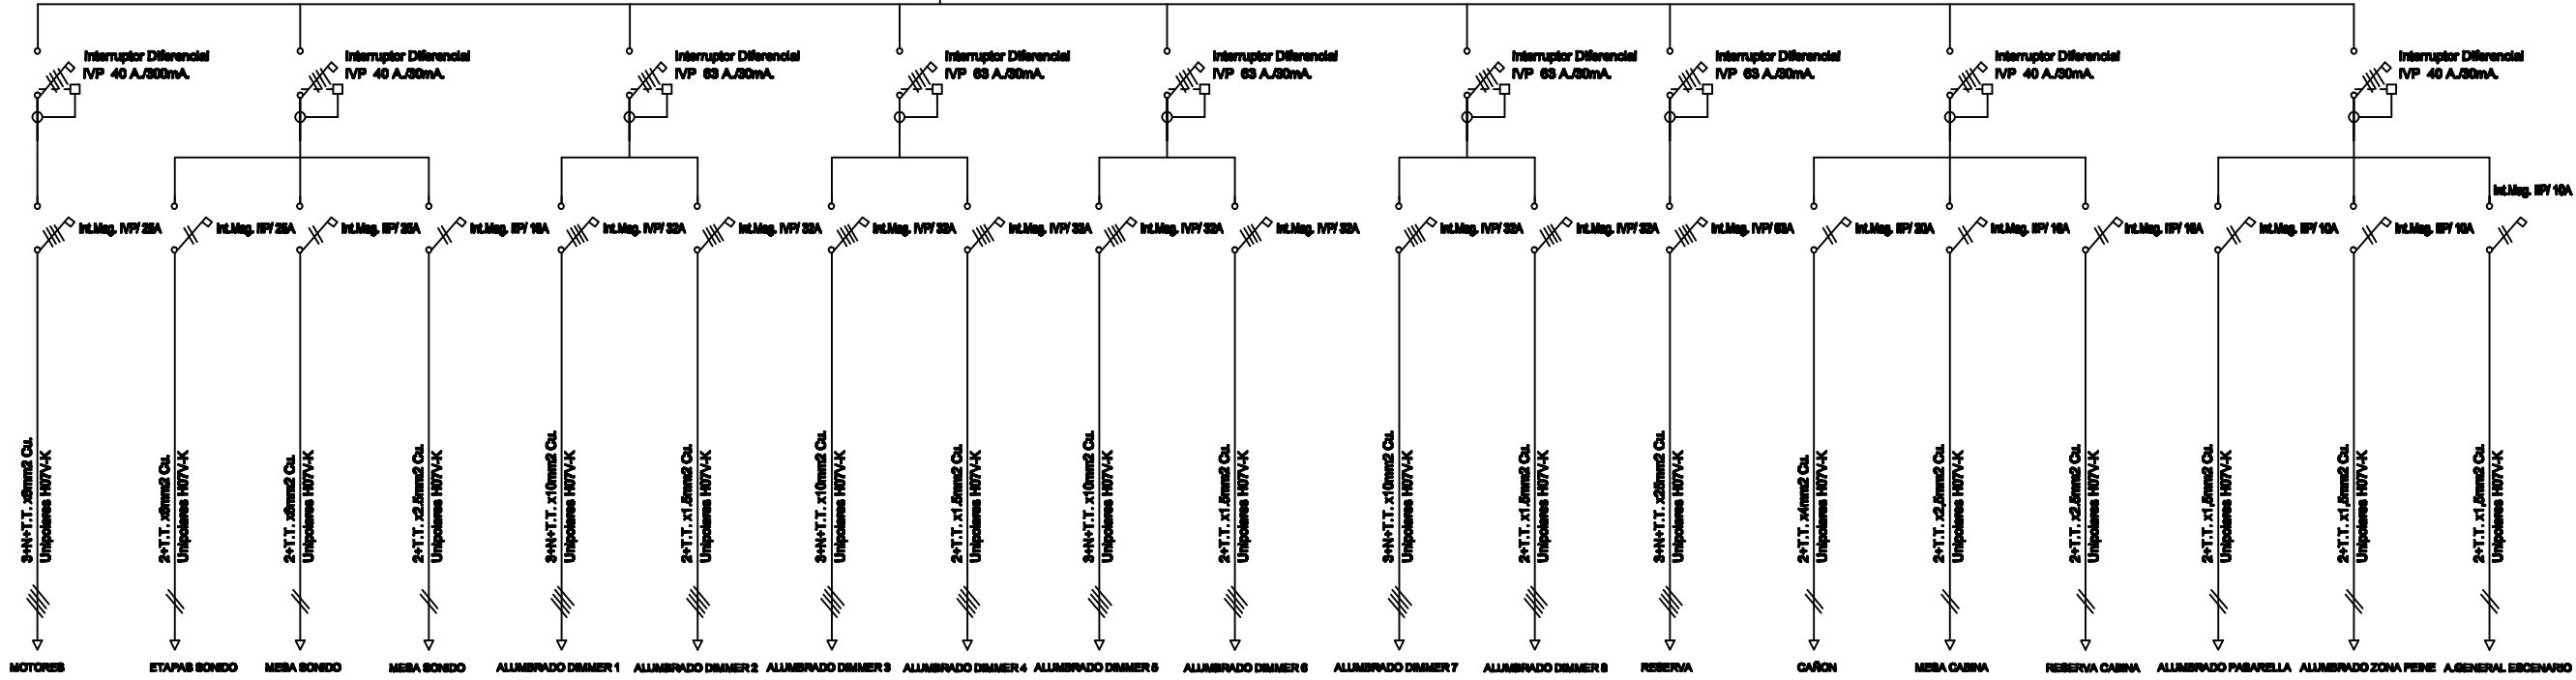 Interruptor Diferencial
IVP 40 A./300mA.
Interruptor Diferencial
IVP 40 A./30mA.
Interruptor Diferencial
IVP 63 A./30mA.
Interruptor Diferencial
IVP 63 A./30mA.
Interruptor Diferencial
IVP 63 A./30mA.
Interruptor Diferencial
IVP 63 A./30mA.
Interruptor Diferencial
IVP 63 A./30mA.
Interruptor Diferencial
IVP 40 A./30mA.
Interruptor Diferencial
IVP 40 A./30mA.
Int.Mag. IVP/ 25A
Int.Mag. IIP/ 25A
Int.Mag. IIP/
Int.Mag. IIP/ 16A
Int.Mag. IVP/ 32A
Int.Mag. IVP/ 32A
Int.Mag. IVP/ 32A
Int.Mag. IVP/ 32A
Int.Mag. IVP/ 32A
Int.Mag. IVP/ 32A
Int.Mag. IVP/ 32A
Int.Mag. IVP/ 32A
Int.Mag. IVP/ 63A
Int.Mag. IIP/ 20A
Int.Mag. IIP/ 16A
Int.Mag. IIP/ 16A
Int.Mag. IIP/ 10A
Int.Mag. IIP/ 10A
Int.Mag. IIP/ 10A
3+N+T.T. x6mm2 Cu.
Unipolares H07V-K
2+T.T. x6mm2 Cu.
Unipolares H07V-K
2+T.T. x6mm2 Cu.
Unipolares H07V-K
2+T.T. x2.5mm2 Cu.
Unipolares H07V-K
3+N+T.T. x10mm2 Cu.
Unipolares H07V-K
2+T.T. x1.5mm2 Cu.
Unipolares H07V-K
3+N+T.T. x10mm2 Cu.
Unipolares H07V-K
2+T.T. x1.5mm2 Cu.
Unipolares H07V-K
3+N+T.T. x10mm2 Cu.
Unipolares H07V-K
2+T.T. x1.5mm2 Cu.
Unipolares H07V-K
3+N+T.T. x10mm2 Cu.
Unipolares H07V-K
2+T.T. x1.5mm2 Cu.
Unipolares H07V-K
3+N+T.T. x25mm2 Cu.
Unipolares H07V-K
2+T.T. x4mm2 Cu.
Unipolares H07V-K
2+T.T. x2,5mm2 Cu.
Unipolares H07V-K
2+T.T. x2.5mm2 Cu.
Unipolares H07V-K
2+T.T. x1,5mm2 Cu.
Unipolares H07V-K
2+T.T. x1,5mm2 Cu.
Unipolares H07V-K
2+T.T. x1,5mm2 Cu.
Unipolares H07V-K
MOTORES
ETAPAS SONIDO
MESA SONIDO
MESA SONIDO
ALUMBRADO DIMMER 1
ALUMBRADO DIMMER 2
ALUMBRADO DIMMER 3
ALUMBRADO DIMMER 4
ALUMBRADO DIMMER 5
ALUMBRADO DIMMER 6
ALUMBRADO DIMMER 7
ALUMBRADO DIMMER 8
RESERVA
CAÑON
MESA CABINA
RESERVA CABINA
ALUMBRADO PASARELLA
ALUMBRADO ZONA PEINE
A.GENERAL ESCENARIO